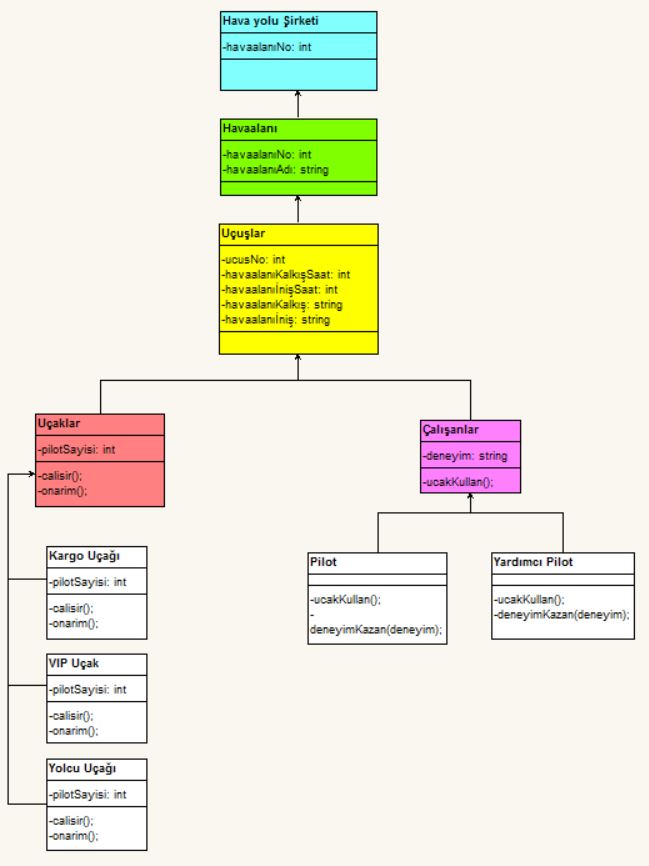 Hava yolu Şirketi
-havaalanıNo: int
Havaalanı
-havaalanıNo: int
-havaalanıAdı: string
Uçuşlar
-ucusNo: int
-havaalanıKalkışSaat: int
-havaalanıİnişSaat: int
-havaalanıKalkış: string
-havaalanıİniş: string
Uçaklar
-pilotSayisi: int
-calisir();
-onarim();
Çalışanlar
-deneyim: string
-ucakKullan();
Kargo Uçağı
-pilotSayisi: int
-calisir();
-onarim();
Pilot
-ucakKullan();
-
deneyimKazan(deneyim);
Yardımcı Pilot
-ucakKullan();
-deneyimKazan(deneyim);
VIP Uçak
-pilotSayisi: int
-calisir();
-onarim();
Yolcu Uçağı
-pilotSayisi: int
-calisir();
-onarim();